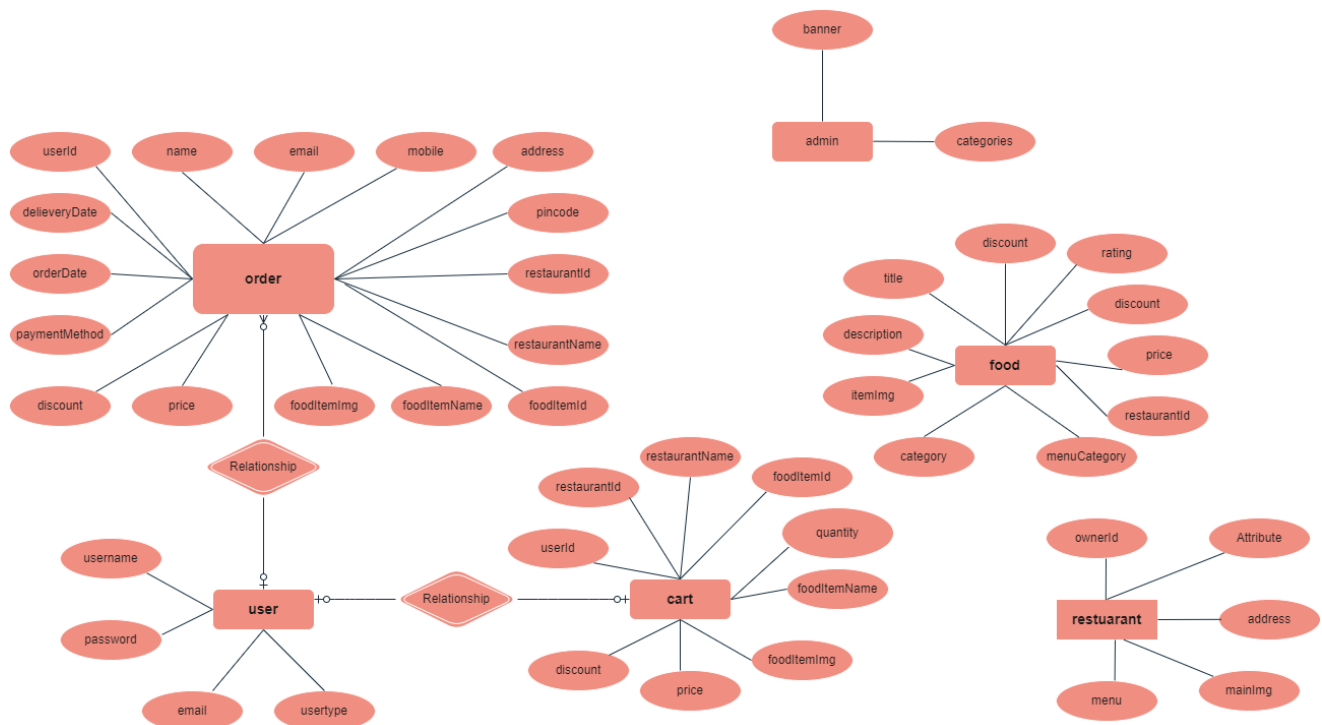 banner
admin
categories
userId
name
email
mobile
address
delieveryDate
pincode
orderDate
order
restaurantId
paymentMethod
restaurantName
discount
price
foodItemImg
foodItemName
foodItemId
Relationship
discount
rating
title
discount
description
food
price
itemImg
restaurantId
category
menuCategory
restaurantName
restaurantId
foodItemId
userId
quantity
foodItemName
cart
Relationship
discount
price
foodItemImg
username
user
password
email
usertype
ownerId
Attribute
restuarant
address
menu
mainImg